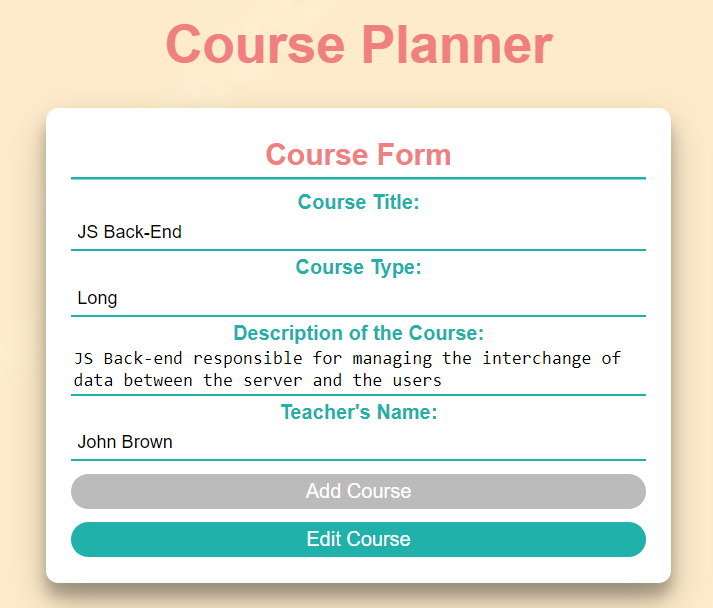 Course Planner
Course Form
Course Title:
JS Back-End
Course Type:
Long
Description of the Course:
JS Back-end responsible for managing the interchange of
data between the server and the users
Teacher's Name:
John Brown
Add Course
Edit Course